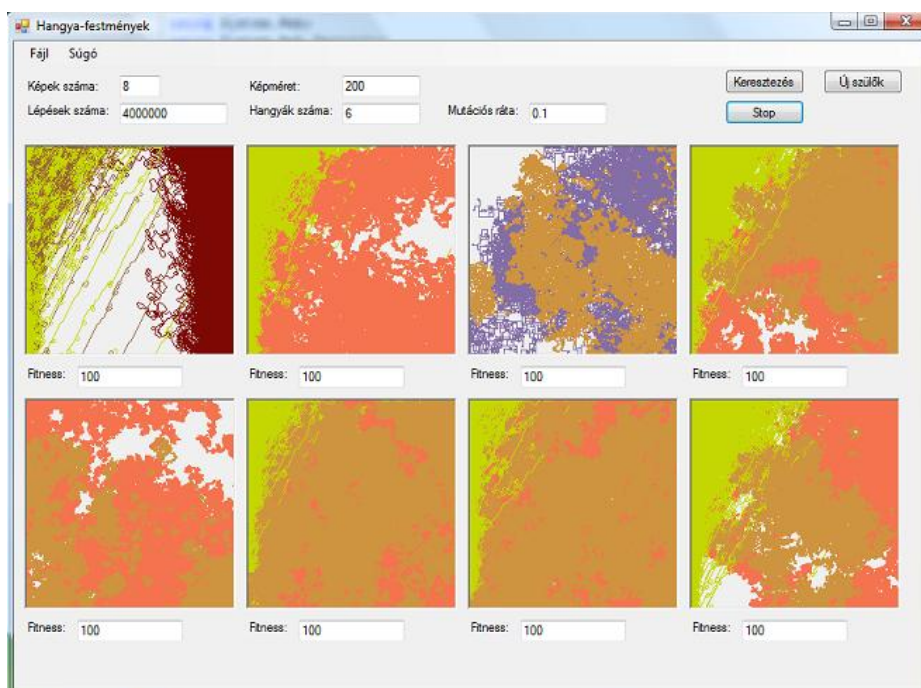 Hangya-festmények
Fájl Súgó
Képek száma: 8 Képméret: 200 Keresztezés Új szülők
Lépések száma: 4000000 Hangyák száma: 6 Mutációs ráta: 0.1 Stop
Fitness: 100 Fitness: 100 Fitness: 100 Fitness: 100
Fitness: 100 Fitness: 100 Fitness: 100 Fitness: 100